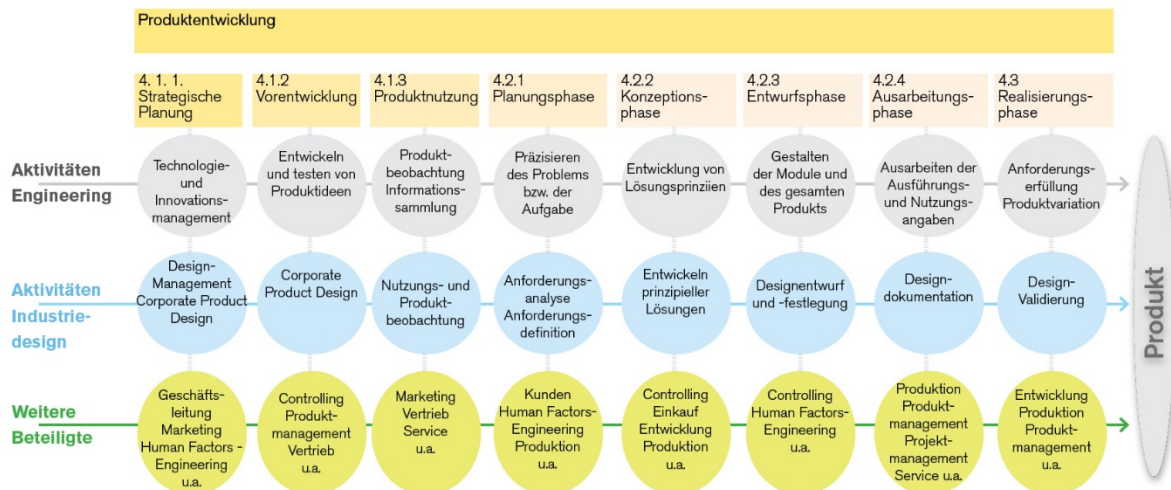 Produktentwicklung
4. 1. 1.
Strategische
Planung
4.1.2
Vorentwicklung
4.1.3
Produktnutzung
4.2.1
Planungsphase
4.2.2
Konzeptions-
phase
4.2.3
Entwurfsphase
4.2.4
Ausarbeitungs-
phase
4.3
Realisierungs-
phase
Aktivitäten
Engineering
Technologie-
und
Innovations-
management
Entwickeln
und testen von
Produktideen
Produkt-
beobachtung
Informations-
sammlung
Präzisieren
des Problems
bzw. der
Aufgabe
Entwicklung von
Lösungsprinziien
Gestalten
der Module und
des gesamten
Produkts
Ausarbeiten der
Ausführungs-
und Nutzungs-
angaben
Anforderungs-
erfüllung
Produktvariation
Aktivitäten
Industrie-
design
Design-
Management
Corporate Product
Design
Corporate
Product Design
Nutzungs- und
Produkt-
beobachtung
Anforderungs-
analyse
Anforderungs-
definition
Entwickeln
prinzipieller
Lösungen
Designentwurf
und -festlegung
Design-
dokumentation
Design-
Validierung
Weitere
Beteiligte
Geschäfts-
leitung
Marketing
Human Factors -
Engineering
u.a.
Controlling
Produkt-
management
Vertrieb
u.a.
Marketing
Vertrieb
Service
u.a.
Kunden
Human Factors-
Engineering
Produktion
u.a.
Controlling
Einkauf
Entwicklung
Produktion
u.a.
Controlling
Human Factors-
Engineering
u.a.
Produktion
Produkt-
management
Projekt-
management
Service u.a.
Entwicklung
Produktion
Produkt-
management
u.a.
Produkt